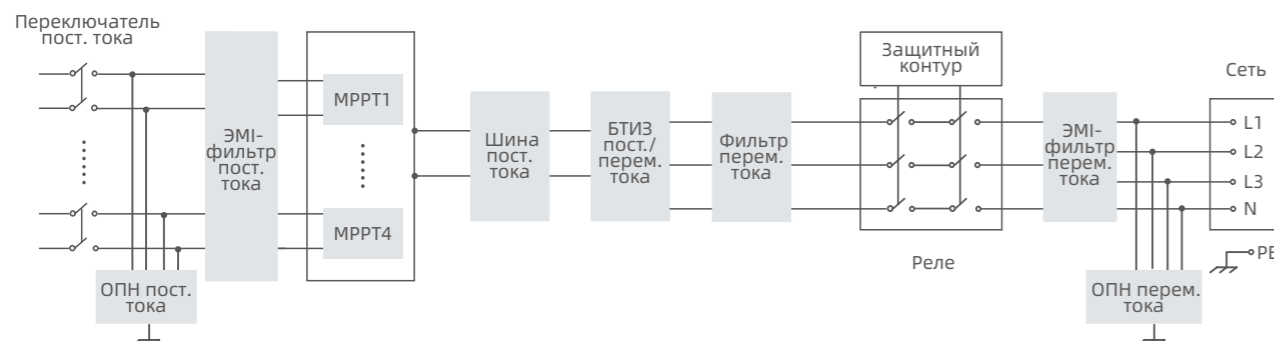 Переключатель
пост. тока
ЭМI-
фильтр
пост.
тока
MPPT1
MPPT4
ОПН пост.
тока
Шина
пост.
тока
БТИЗ
пост./
перем.
тока
Фильтр
перем.
тока
Защитный
контур
Реле
ЭМI-
фильтр
перем.
тока
Сеть
L1
L2
L3
N
PE
ОПН перем.
тока